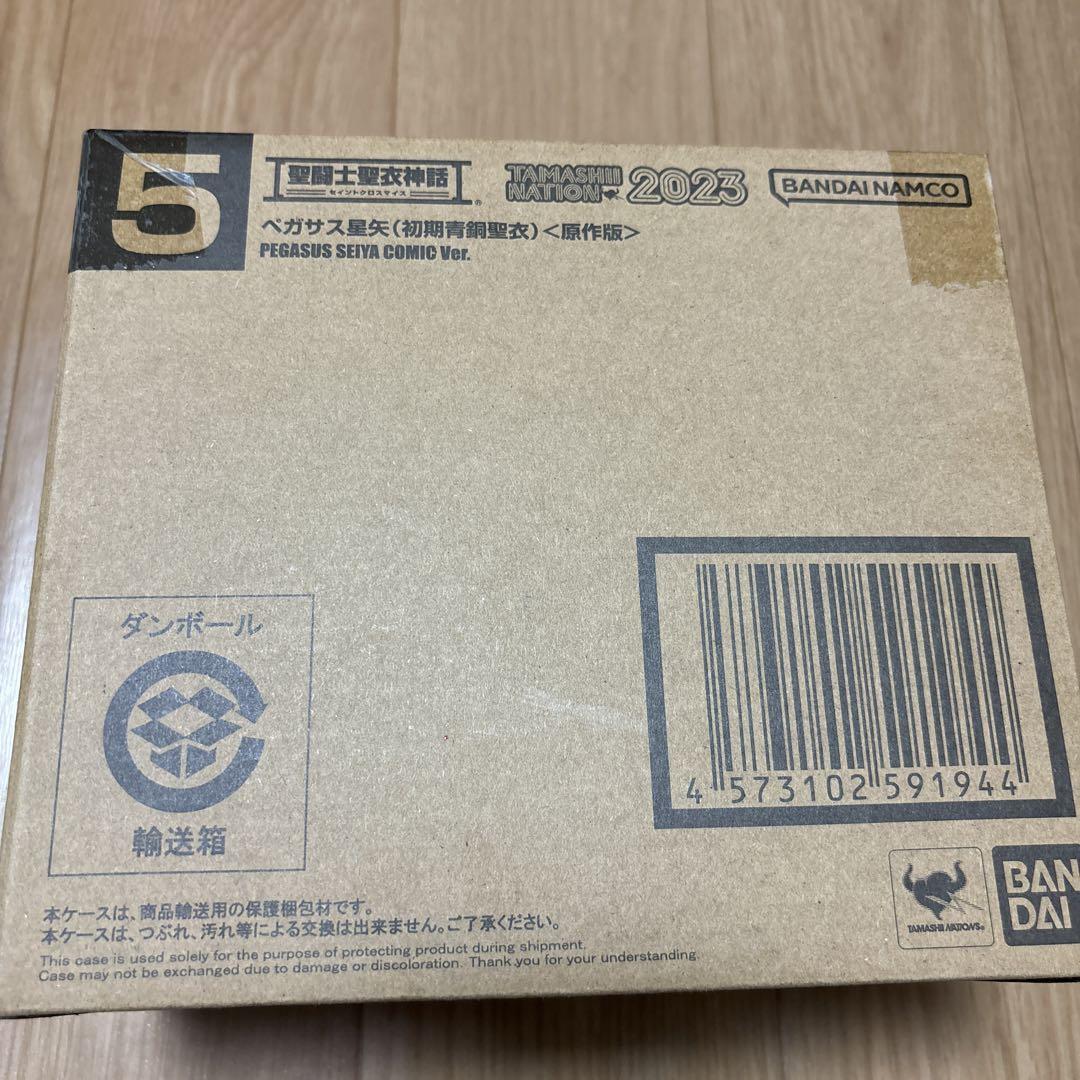 5
聖闘士聖衣神話
セイントクロスマイス
®
TAMASHII
NATION 2023
BANDAI NAMCO
ペガサス星矢(初期青銅聖衣)<原作版>
PEGASUS SEIYA COMIC Ver.
ダンボール
輸送箱
4 573102 591944
TAMASHII NATIONS®
BAN
DAI
本ケースは、商品輸送用の保護梱包材です。
本ケースは、つぶれ、汚れ等による交換は出来ません。ご了承ください。
This case is used solely for the purpose of protecting product during shipment.
Case may not be exchanged due to damage or discoloration. Thank you for your understanding.